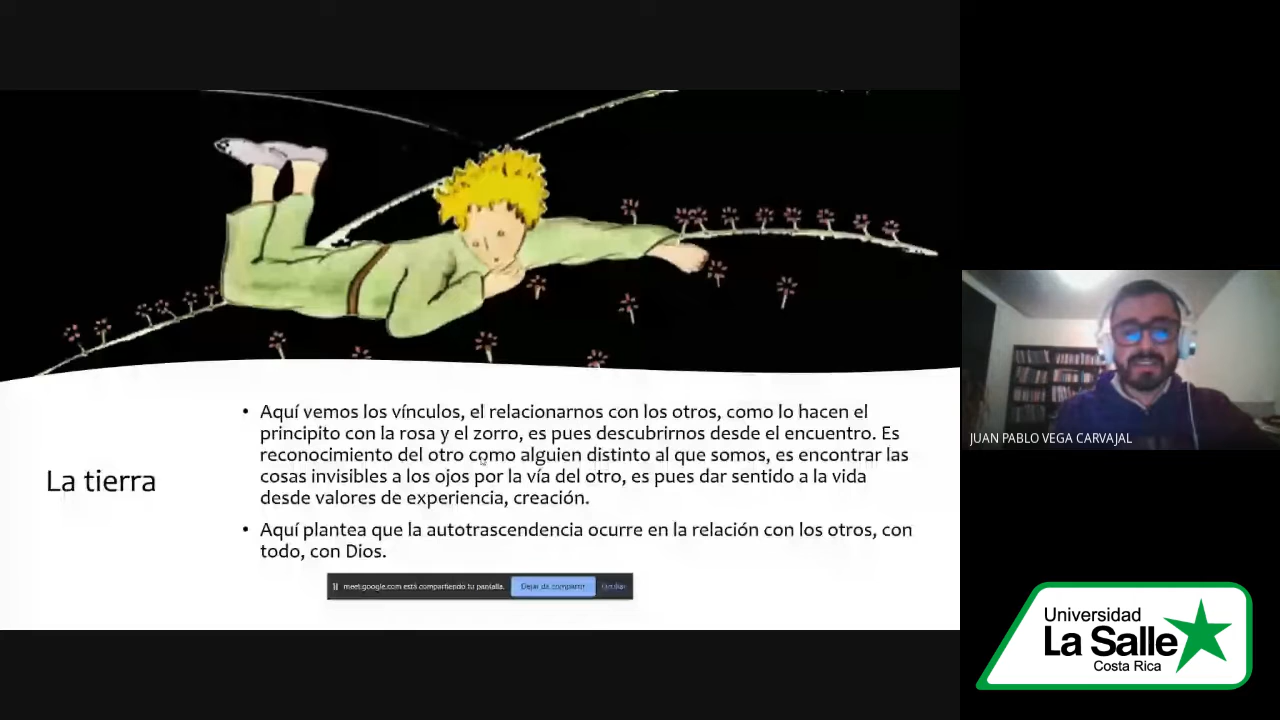 La tierra
• Aquí vemos los vínculos, el relacionarnos con los otros, como lo hacen el
principito con la rosa y el zorro, es pues descubrirnos desde el encuentro. Es
reconocimiento del otro como alguien distinto al que somos, es encontrar las
cosas invisibles a los ojos por la vía del otro, es pues dar sentido a la vida
desde valores de experiencia, creación.
• Aquí plantea que la autotrascendencia ocurre en la relación con los otros, con
todo, con Dios.
meet.google.com está compartiendo tu pantalla.
Dejar de compartir
Ocultar
JUAN PABLO VEGA CARVAJAL
Universidad
La Salle
Costa Rica